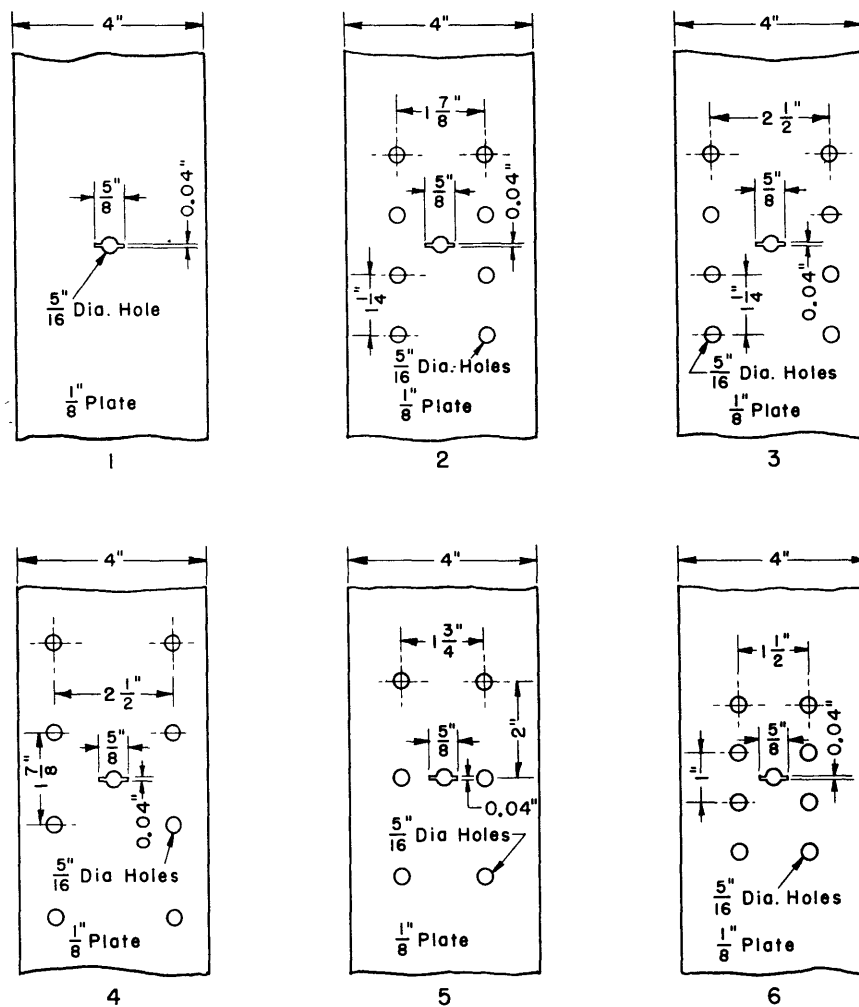 4"
5/8"
0.04"
5/16" Dia. Hole
1/8" Plate
1
4"
1 7/8"
5/8"
0.04"
1 1/4"
5/16" Dia. Holes
1/8" Plate
2
4"
2 1/2"
5/8"
1 1/4"
0.04"
5/16" Dia. Holes
1/8" Plate
3
4"
2 1/2"
5/8"
1 7/8"
0.04"
5/16" Dia Holes
1/8" Plate
4
4"
1 3/4"
5/8"
2"
0.04"
5/16" Dia Holes
1/8" Plate
5
4"
1 1/2"
5/8"
0.04"
1"
5/16" Dia. Holes
1/8" Plate
6